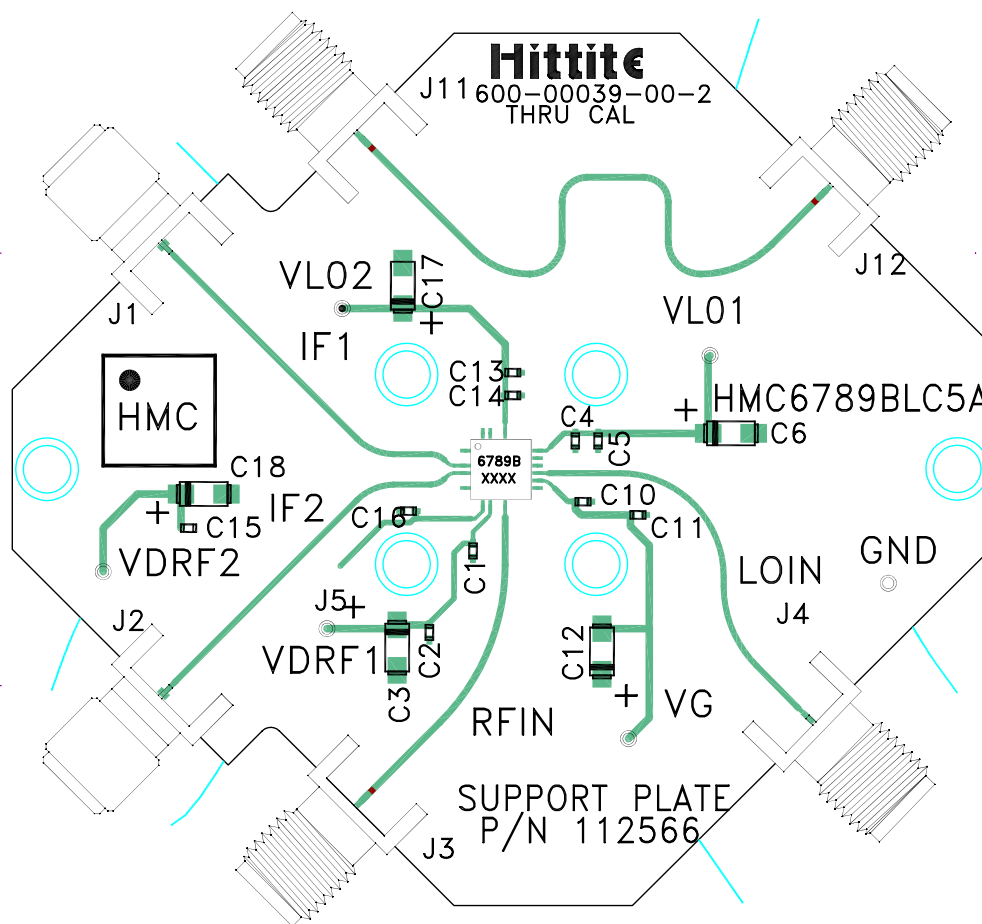 Hittite
J11 600-00039-00-2
THRU CAL
J12
VLO2
C17
+
J1
IF1
VLO1
C13
C14
HMC6789BLC5A
+
C4
C5
C6
HMC
6789B
XXXX
C18
+
C15
IF2
C16
C10
C11
VDRF2
C1
GND
LOIN
J5
+
J4
J2
VDRF1
C2
C3
C12
+
VG
RFIN
SUPPORT PLATE
P/N 112566
J3